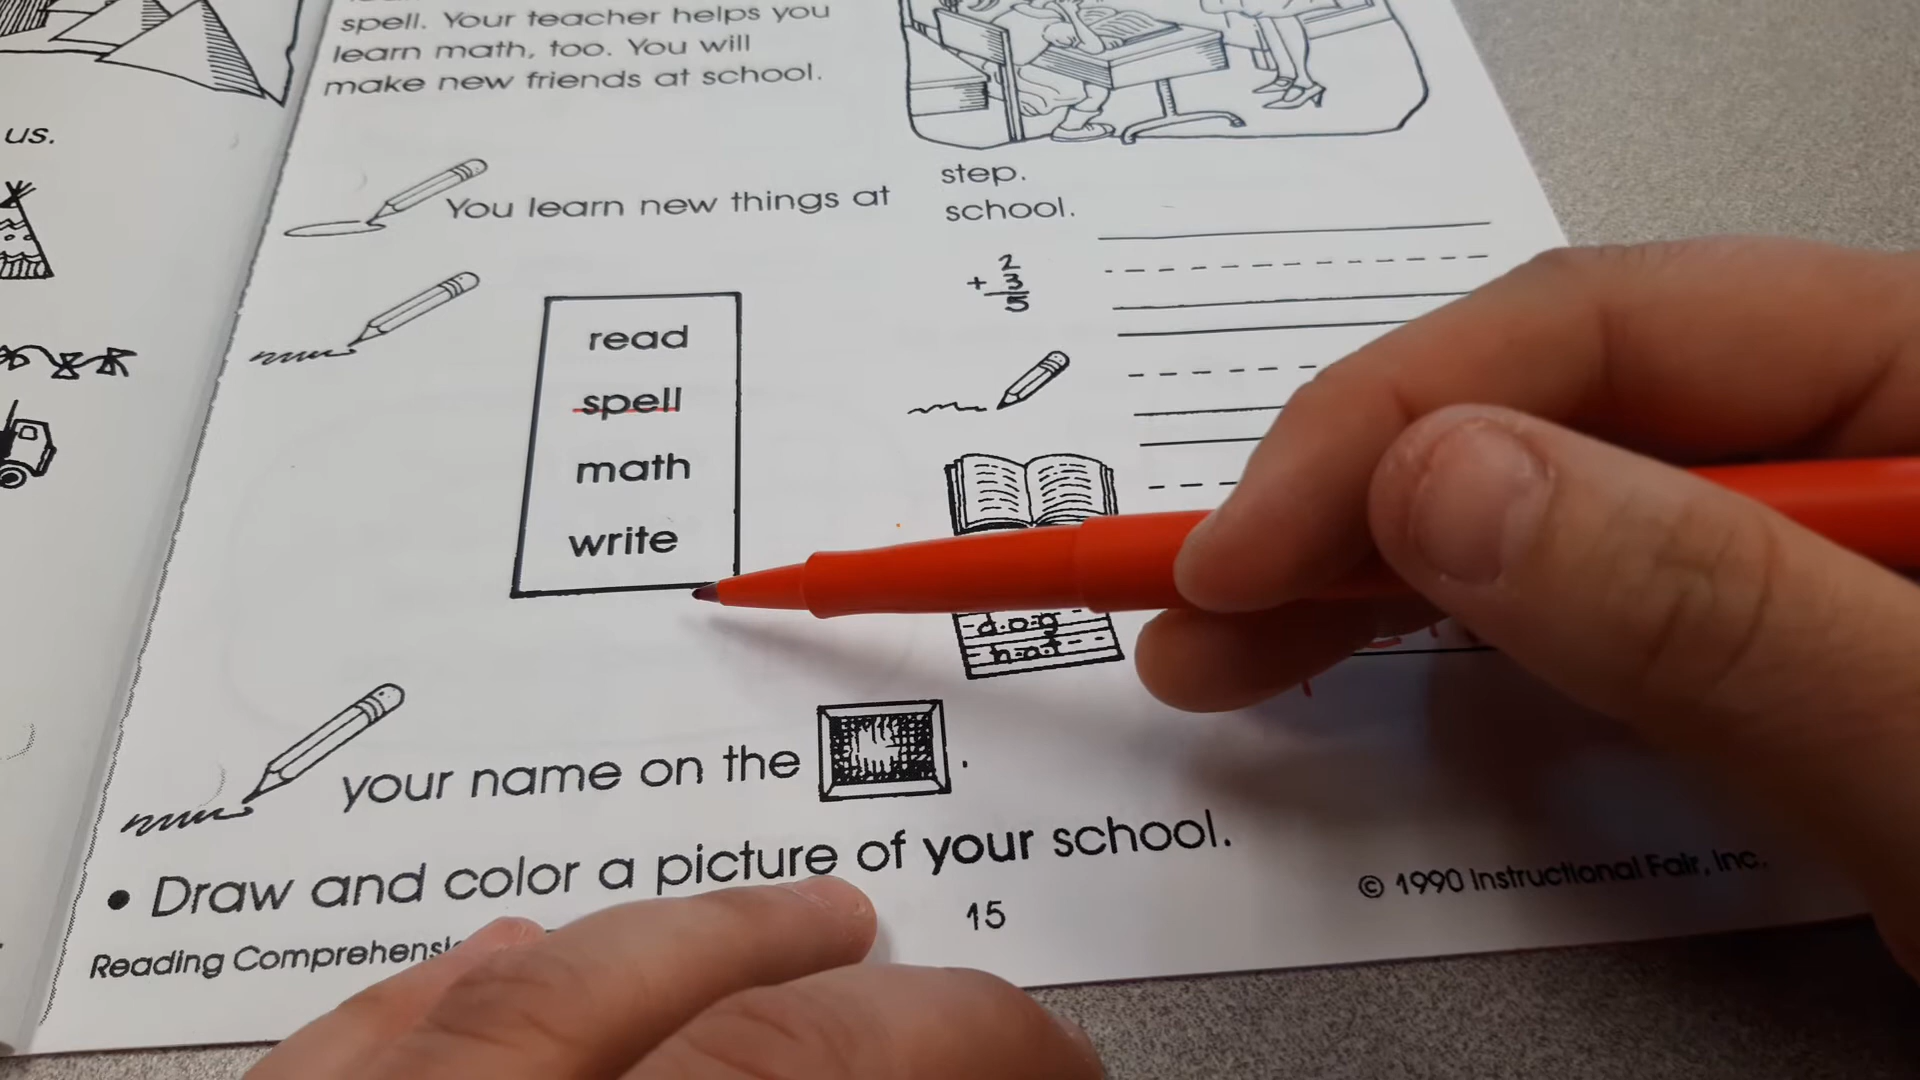 us.
spell. Your teacher helps you
learn math, too. You will
make new friends at school.
You learn new things at
step.
school.
2
+ 3
5
read
spell
math
write
dog
hat
your name on the
.
• Draw and color a picture of your school.
Reading Comprehensi
15
© 1990 Instructional Fair, Inc.